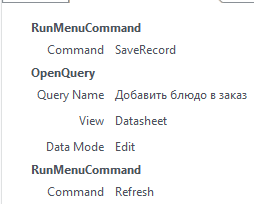 RunMenuCommand
Command SaveRecord
OpenQuery
Query Name Добавить блюдо в заказ
View Datasheet
Data Mode Edit
RunMenuCommand
Command Refresh